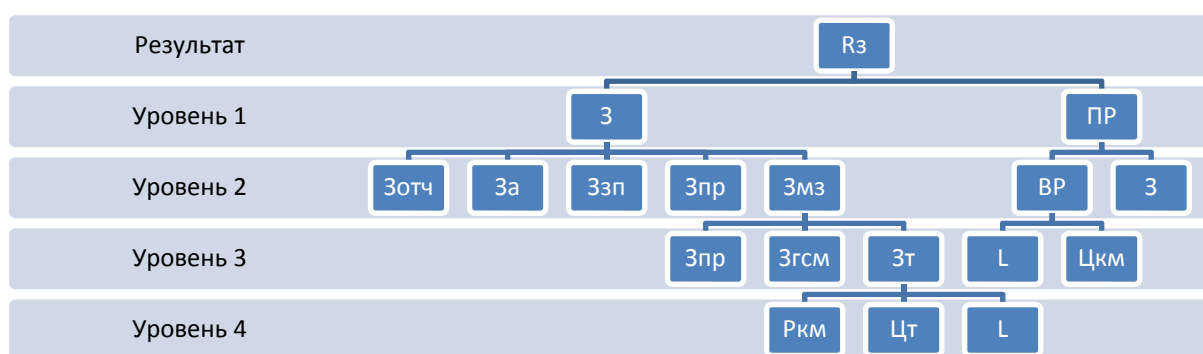 Результат Rз
Уровень 1 З ПР
Уровень 2 Зотч За Ззп Зпр Змз ВР З
Уровень 3 Зпр Згсм Зт L Цкм
Уровень 4 Ркм Цт L